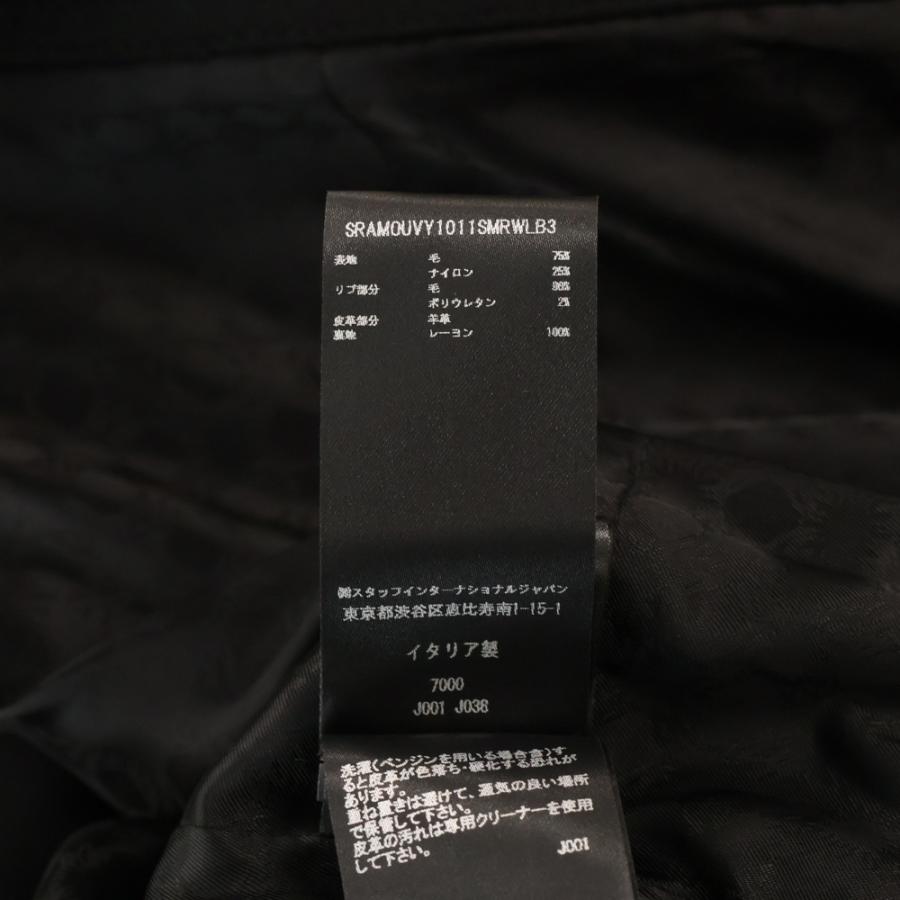 SRAMOUVY1011SMRWLB3
表地 毛 75%
ナイロン 25%
リブ部分 毛 98%
ポリウレタン 2%
皮革部分 羊革
裏地 レーヨン 100%
㈱スタッフインターナショナルジャパン
東京都渋谷区恵比寿南1-15-1
イタリア製
7000
J001 J038
洗濯(ベンジンを用いる場合含)す
ると皮革が色落ち・硬化する恐れが
あります。
重ね置きは避けて、通気の良い場所
で保管して下さい。
皮革の汚れは専用クリーナーを使用
して下さい。
J001